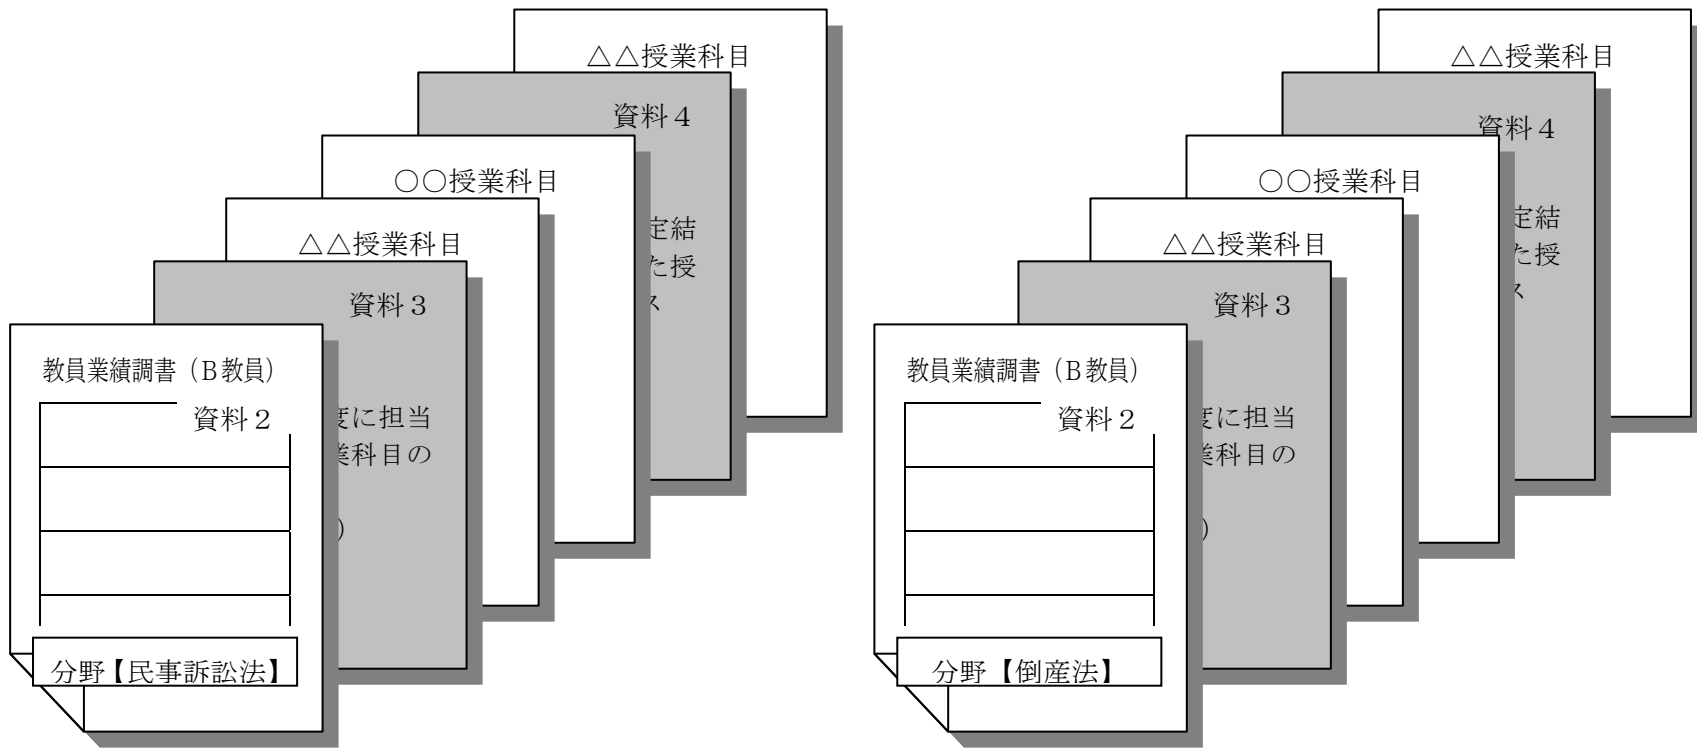 △△授業科目
資料４
○○授業科目
定結
た授
ス
△△授業科目
資料３
度に担当
業科目の
）
教員業績調書（Ｂ教員）
資料２
分野【民事訴訟法】
△△授業科目
資料４
○○授業科目
定結
た授
ス
△△授業科目
資料３
度に担当
業科目の
）
教員業績調書（Ｂ教員）
資料２
分野【倒産法】